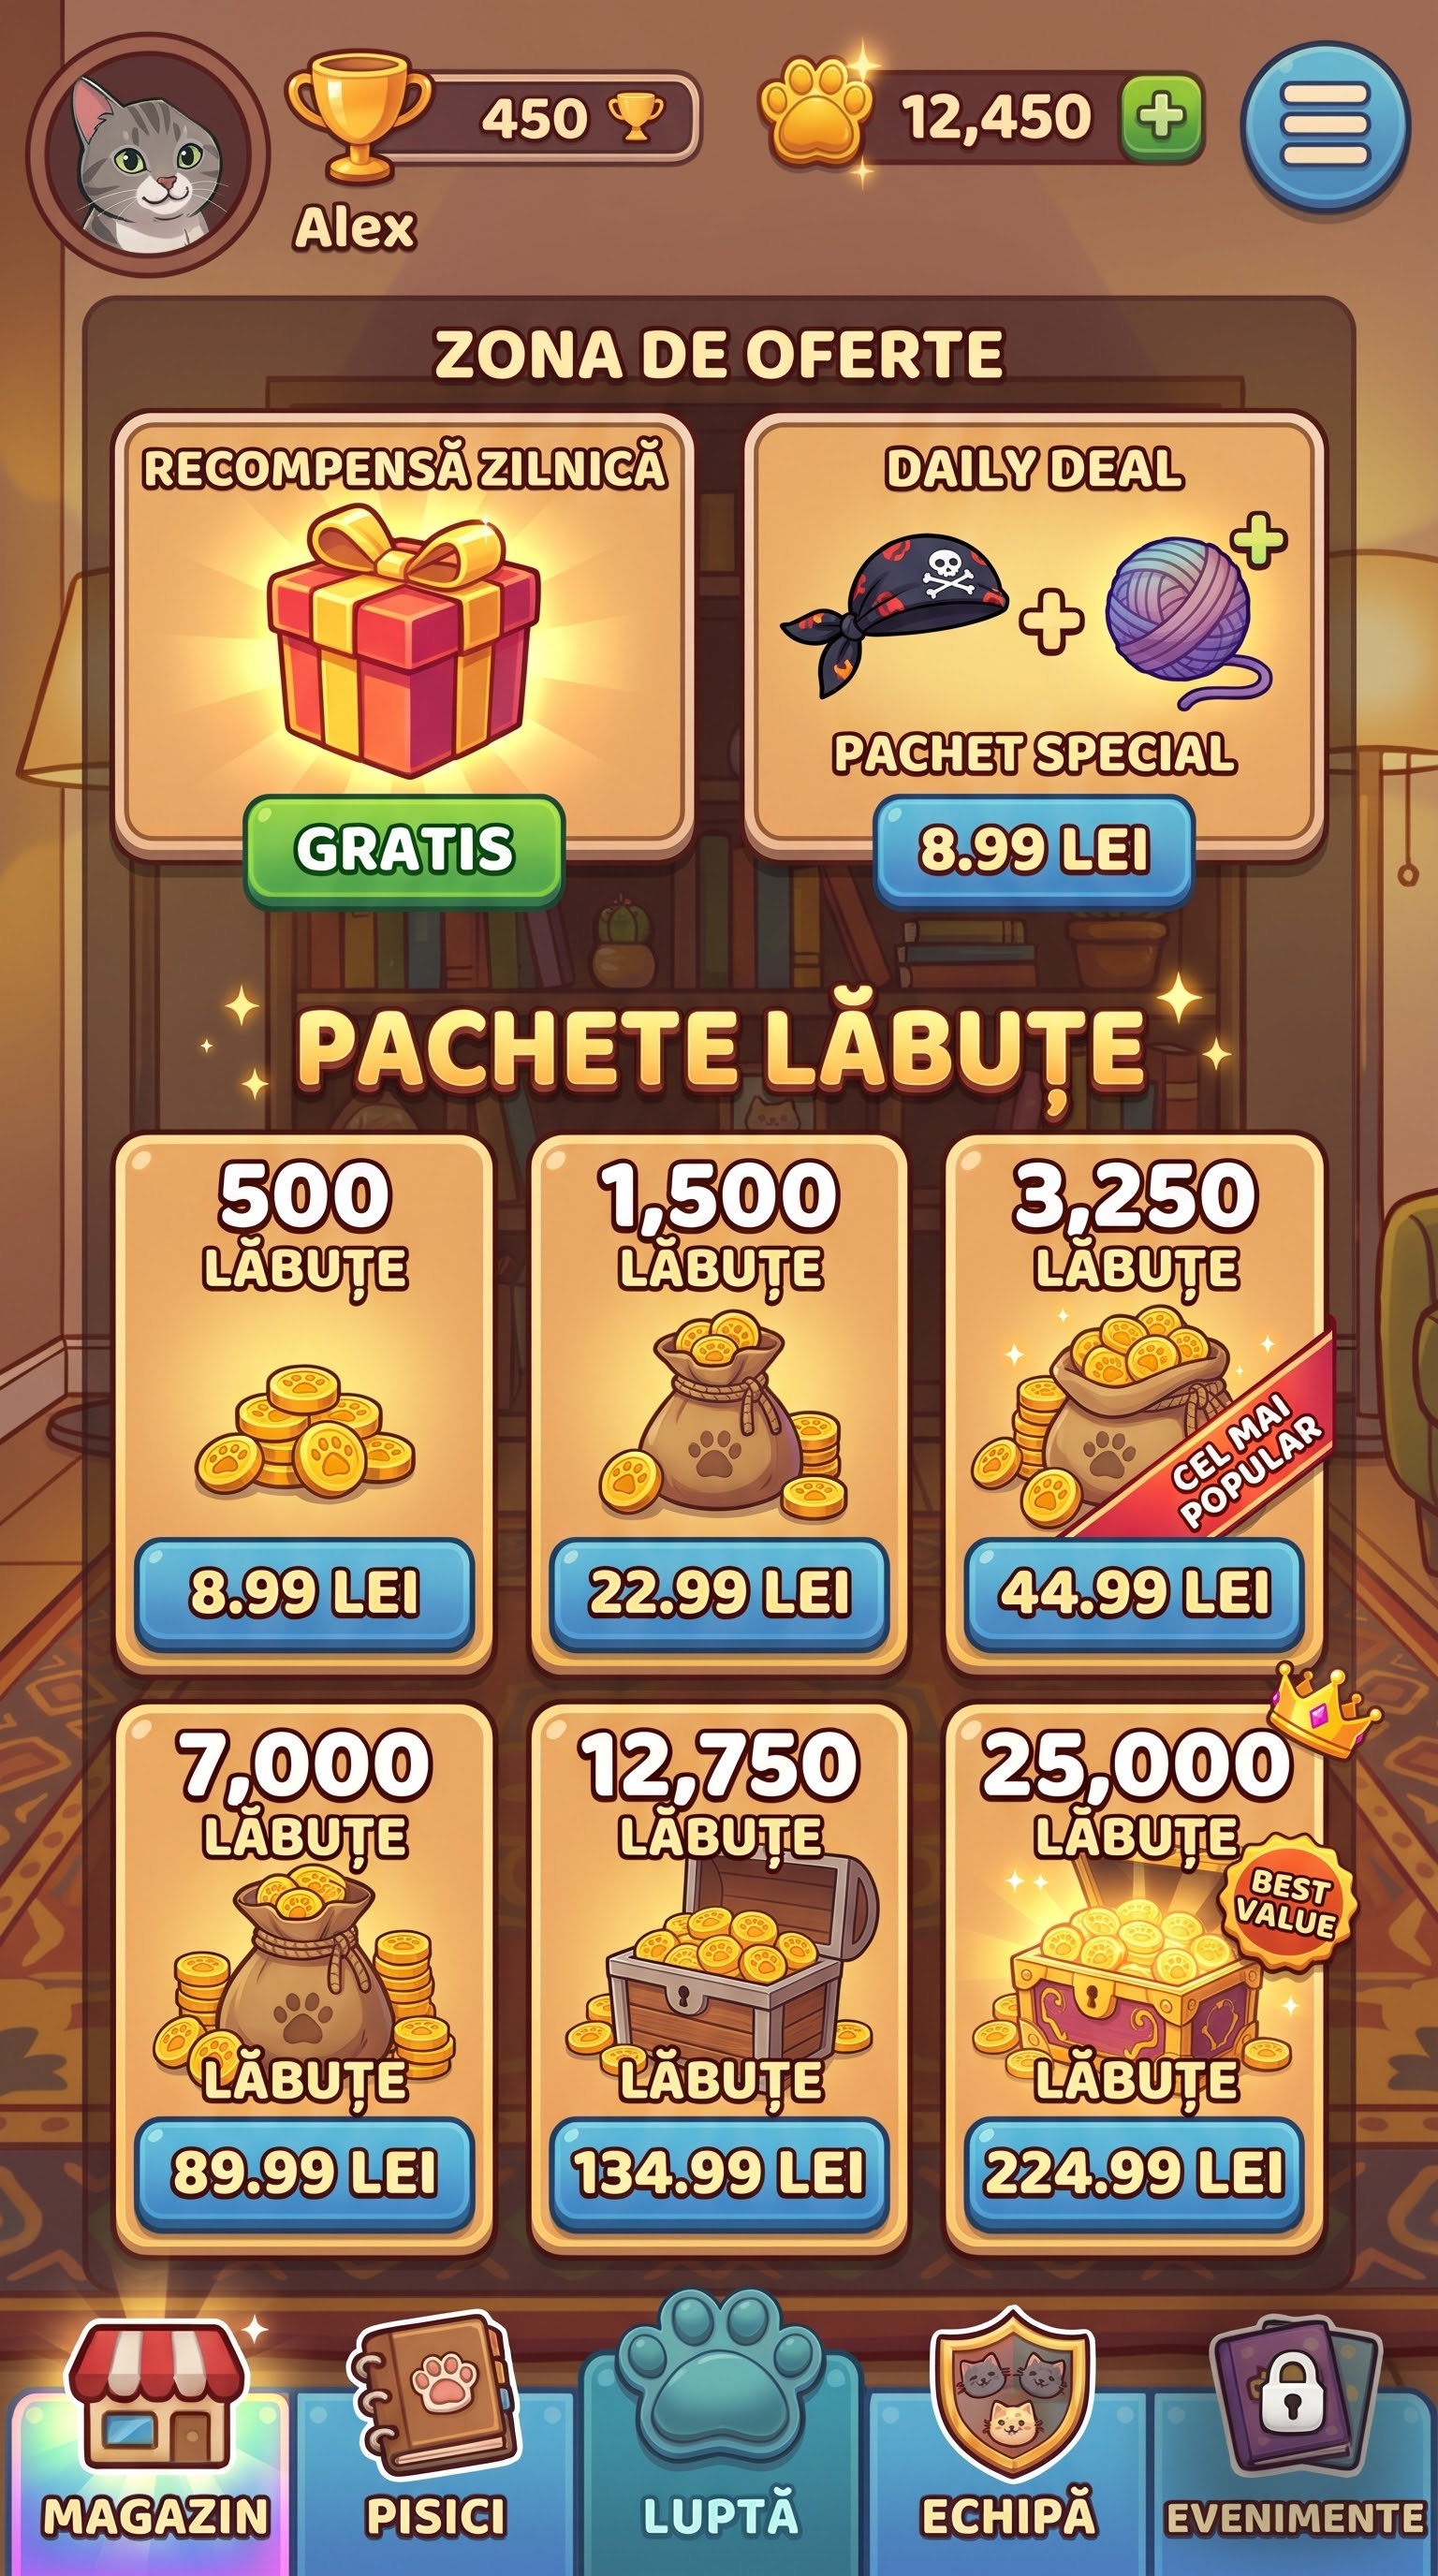 450
12,450
Alex
ZONA DE OFERTE
RECOMPENSĂ ZILNICĂ
GRATIS
DAILY DEAL
PACHET SPECIAL
8.99 LEI
PACHETE LĂBUȚE
500
LĂBUȚE
8.99 LEI
1,500
LĂBUȚE
22.99 LEI
3,250
LĂBUȚE
CEL MAI
POPULAR
44.99 LEI
7,000
LĂBUȚE
LĂBUȚE
89.99 LEI
12,750
LĂBUȚE
LĂBUȚE
134.99 LEI
25,000
LĂBUȚE
BEST
VALUE
LĂBUȚE
224.99 LEI
MAGAZIN
PISICI
LUPTĂ
ECHIPĂ
EVENIMENTE